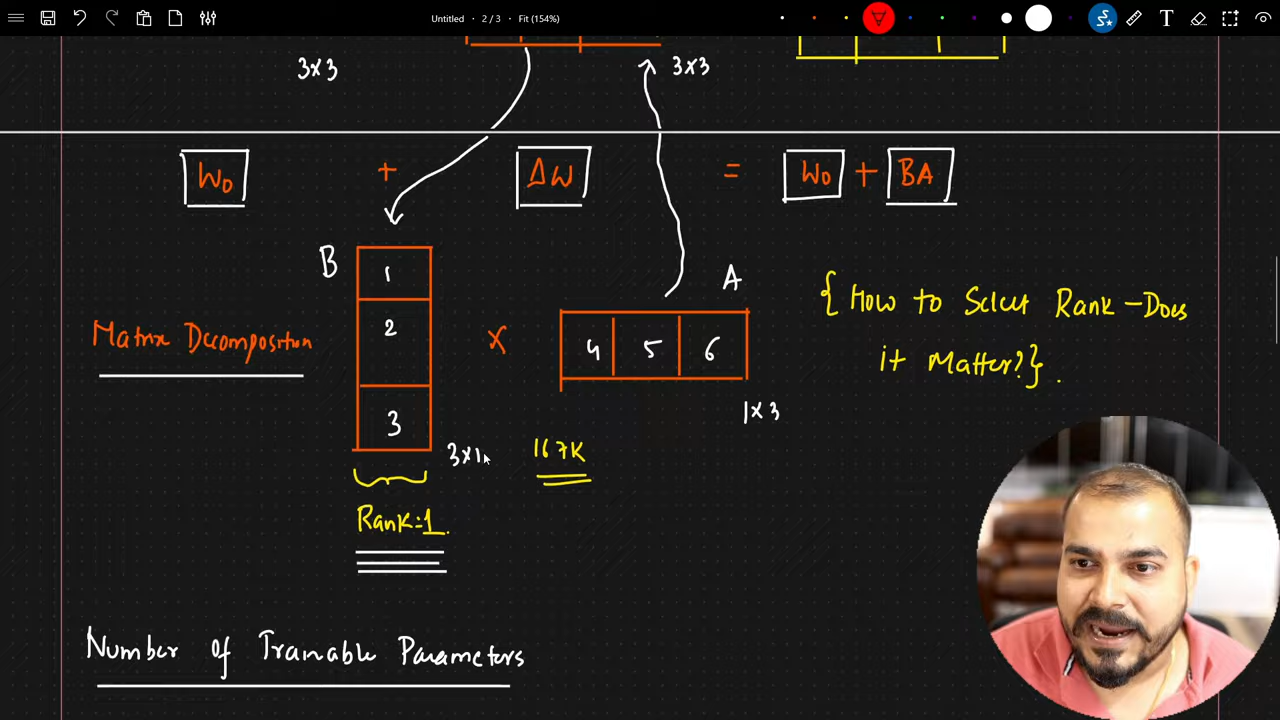 Untitled • 2 / 3 • Fit (154%)
T
3x3
3x3
W0 + ΔW = W0 + BA
B
1
2
3
3x1
Matrix Decomposition
x
A
4 5 6
1x3
{How to Select Rank - Does
it Matter?}.
167K
Rank=1.
Number of Trainable Parameters